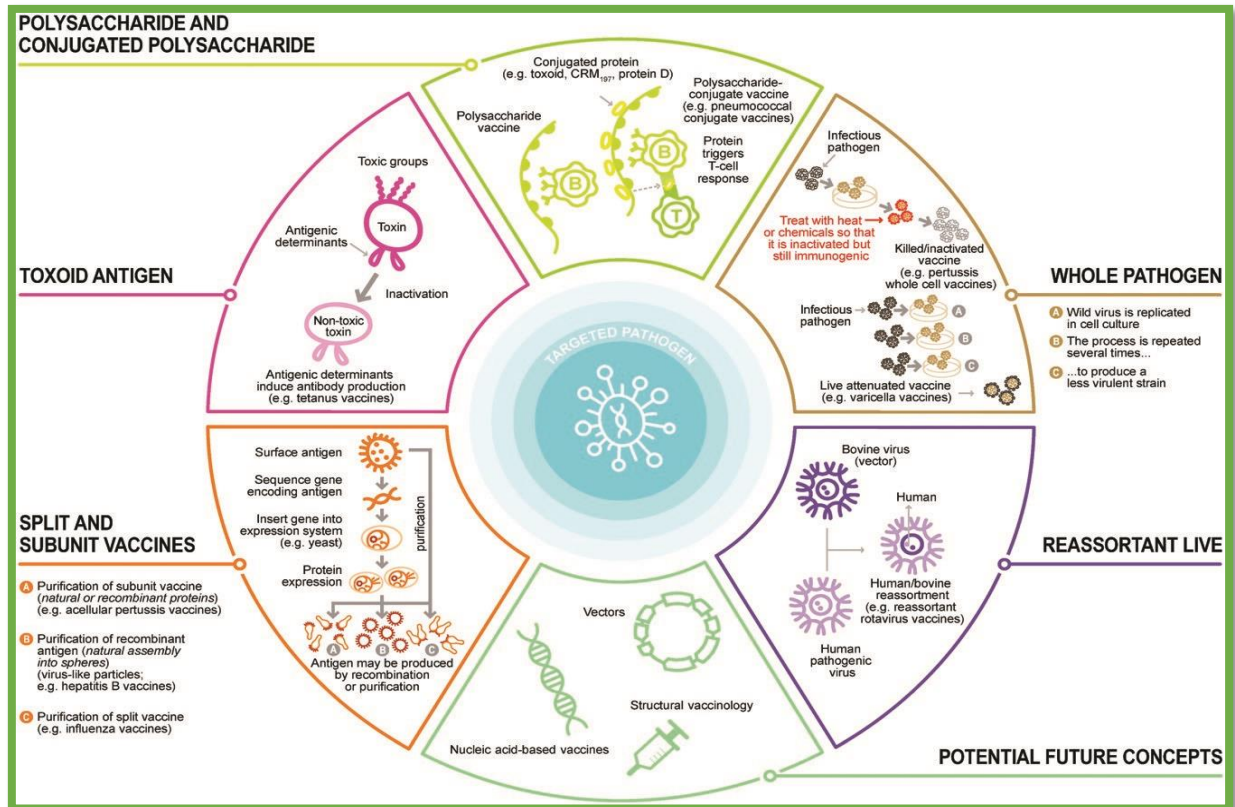 POLYSACCHARIDE AND
CONJUGATED POLYSACCHARIDE
Conjugated protein
(e.g. toxoid, CRM197, protein D)
Polysaccharide-
conjugate vaccine
(e.g. pneumococcal
conjugate vaccines)
Polysaccharide
vaccine
Protein
triggers
T-cell
response
B
B
T
TOXOID ANTIGEN
Toxic groups
Toxin
Antigenic
determinants
Inactivation
Non-toxic
toxin
Antigenic determinants
induce antibody production
(e.g. tetanus vaccines)
WHOLE PATHOGEN
Infectious
pathogen
Treat with heat
or chemicals so that
it is inactivated but
still immunogenic
Killed/inactivated
vaccine
(e.g. pertussis
whole cell vaccines)
Infectious
pathogen
A
B
C
Live attenuated vaccine
(e.g. varicella vaccines)
A Wild virus is replicated
in cell culture
B The process is repeated
several times...
C ...to produce a
less virulent strain
TARGETED PATHOGEN
SPLIT AND
SUBUNIT VACCINES
A Purification of subunit vaccine
(natural or recombinant proteins)
(e.g. acellular pertussis vaccines)
B Purification of recombinant
antigen (natural assembly
into spheres)
(virus-like particles;
e.g. hepatitis B vaccines)
C Purification of split vaccine
(e.g. influenza vaccines)
Surface antigen
Sequence gene
encoding antigen
Insert gene into
expression system
(e.g. yeast)
Protein
expression
purification
A
B
C
Antigen may be produced
by recombination
or purification
REASSORTANT LIVE
Bovine virus
(vector)
Human
Human/bovine
reassortment
(e.g. reassortant
rotavirus vaccines)
Human
pathogenic
virus
Vectors
Structural vaccinology
Nucleic acid-based vaccines
POTENTIAL FUTURE CONCEPTS